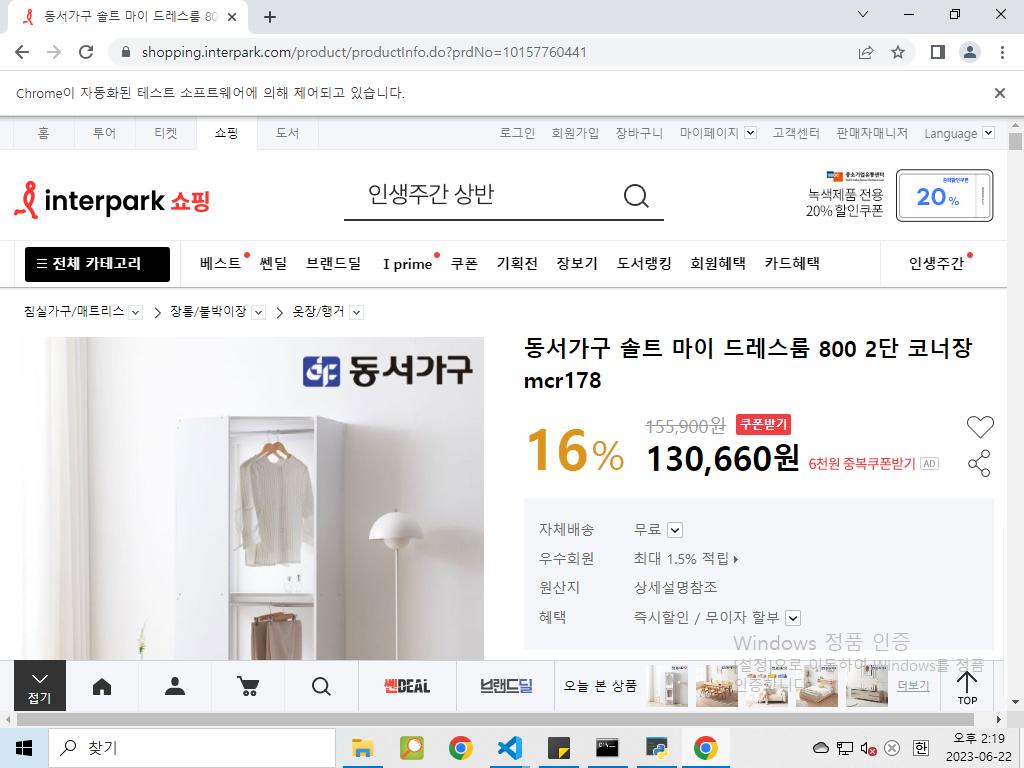 동서가구 솔트 마이 드레스룸 80
shopping.interpark.com/product/productInfo.do?prdNo=10157760441
Chrome이 자동화된 테스트 소프트웨어에 의해 제어되고 있습니다.
홈 투어 티켓 쇼핑 도서 로그인 회원가입 장바구니 마이페이지 고객센터 판매자매니저 Language
interpark 쇼핑
인생주간 상반
중소기업유통센터
녹색제품 전용
20% 할인쿠폰
중복할인쿠폰
20%
전체 카테고리 베스트 쎈딜 브랜드딜 I prime 쿠폰 기획전 장보기 도서랭킹 회원혜택 카드혜택 인생주간
침실가구/매트리스 장롱/붙박이장 옷장/행거
동서가구
동서가구 솔트 마이 드레스룸 800 2단 코너장
mcr178
16%
155,900원 쿠폰받기
130,660원 6천원 중복쿠폰받기 AD
자체배송 무료
우수회원 최대 1.5% 적립
원산지 상세설명참조
혜택 즉시할인 / 무이자 할부
Windows 정품 인증
[설정]으로 이동하여 Windows를 정품
인증합니다.
접기
쎈DEAL 브랜드딜 오늘 본 상품 더보기 TOP
찾기
한
오후 2:19
2023-06-22